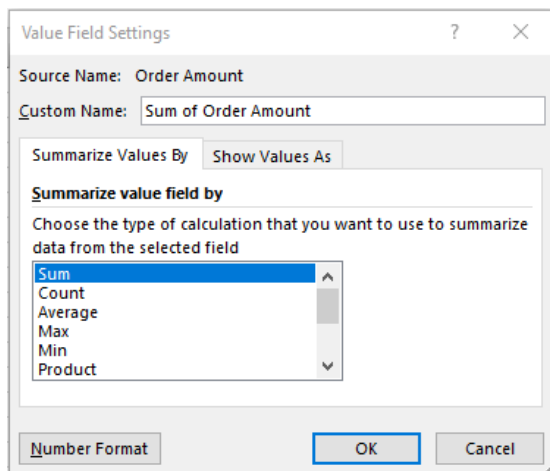 Value Field Settings ? ×
Source Name: Order Amount
Custom Name: Sum of Order Amount
Summarize Values By Show Values As
Summarize value field by
Choose the type of calculation that you want to use to summarize
data from the selected field
Sum
Count
Average
Max
Min
Product
Number Format OK Cancel